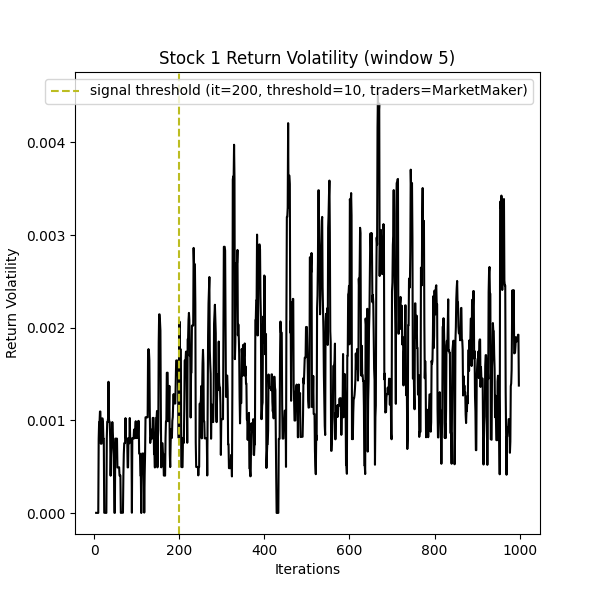 Stock 1 Return Volatility (window 5)
signal threshold (it=200, threshold=10, traders=MarketMaker)
0.004
0.003
0.002
0.001
0.000
Return Volatility
0 200 400 600 800 1000
Iterations